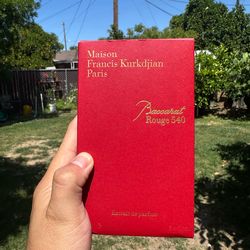 Maison
Francis Kurkdjian
Paris
Baccarat
Rouge 540
Extrait de parfum